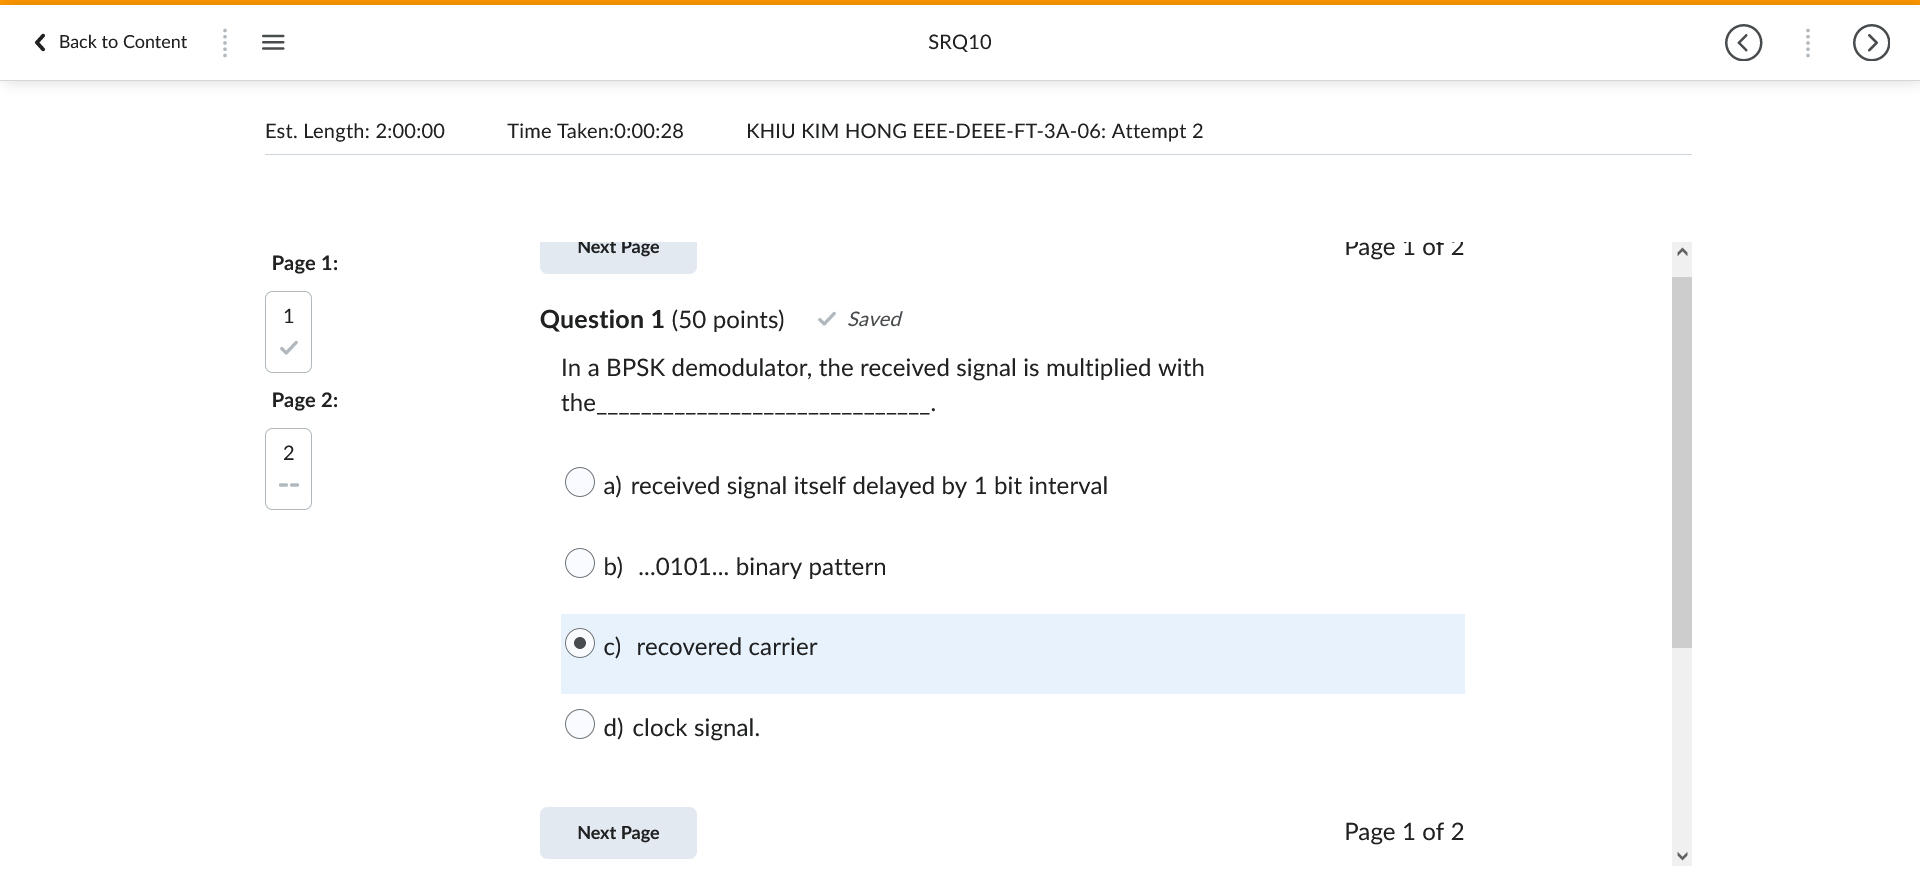 Back to Content
SRQ10
Est. Length: 2:00:00 Time Taken:0:00:28 KHIU KIM HONG EEE-DEEE-FT-3A-06: Attempt 2
Page 1:
1
Page 2:
2
--
Next Page
Page 1 of 2
Question 1 (50 points) Saved
In a BPSK demodulator, the received signal is multiplied with
the______________________________.
a) received signal itself delayed by 1 bit interval
b) ...0101... binary pattern
c) recovered carrier
d) clock signal.
Next Page
Page 1 of 2